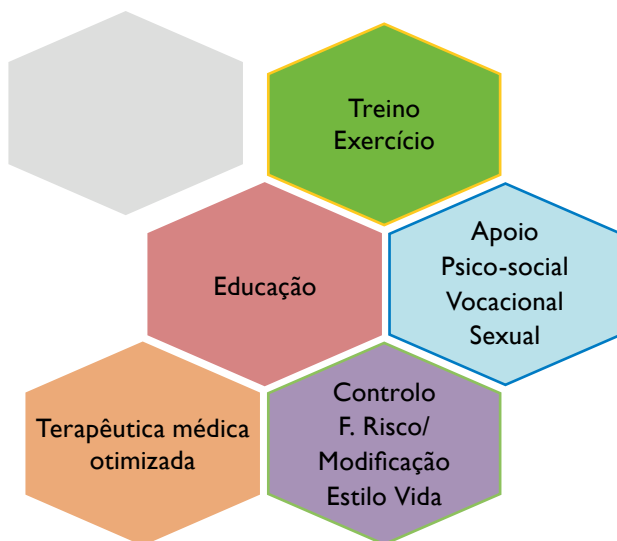 Treino
Exercício
Apoio
Psico-social
Vocacional
Sexual
Educação
Controlo
F. Risco/
Modificação
Estilo Vida
Terapêutica médica
otimizada